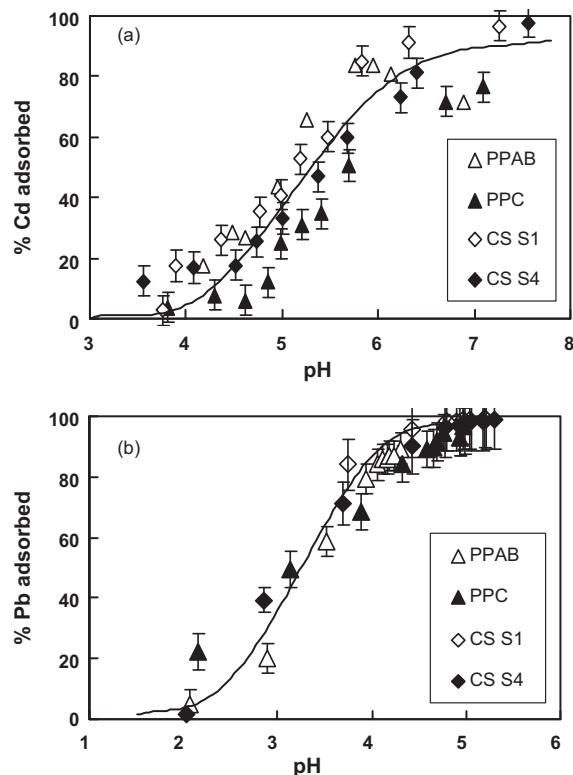 (a)
100
80
60
40
20
0
% Cd adsorbed
PPAB
PPC
CS S1
CS S4
3 4 5 6 7 8
pH
(b)
100
80
60
40
20
0
% Pb adsorbed
PPAB
PPC
CS S1
CS S4
1 2 3 4 5 6
pH